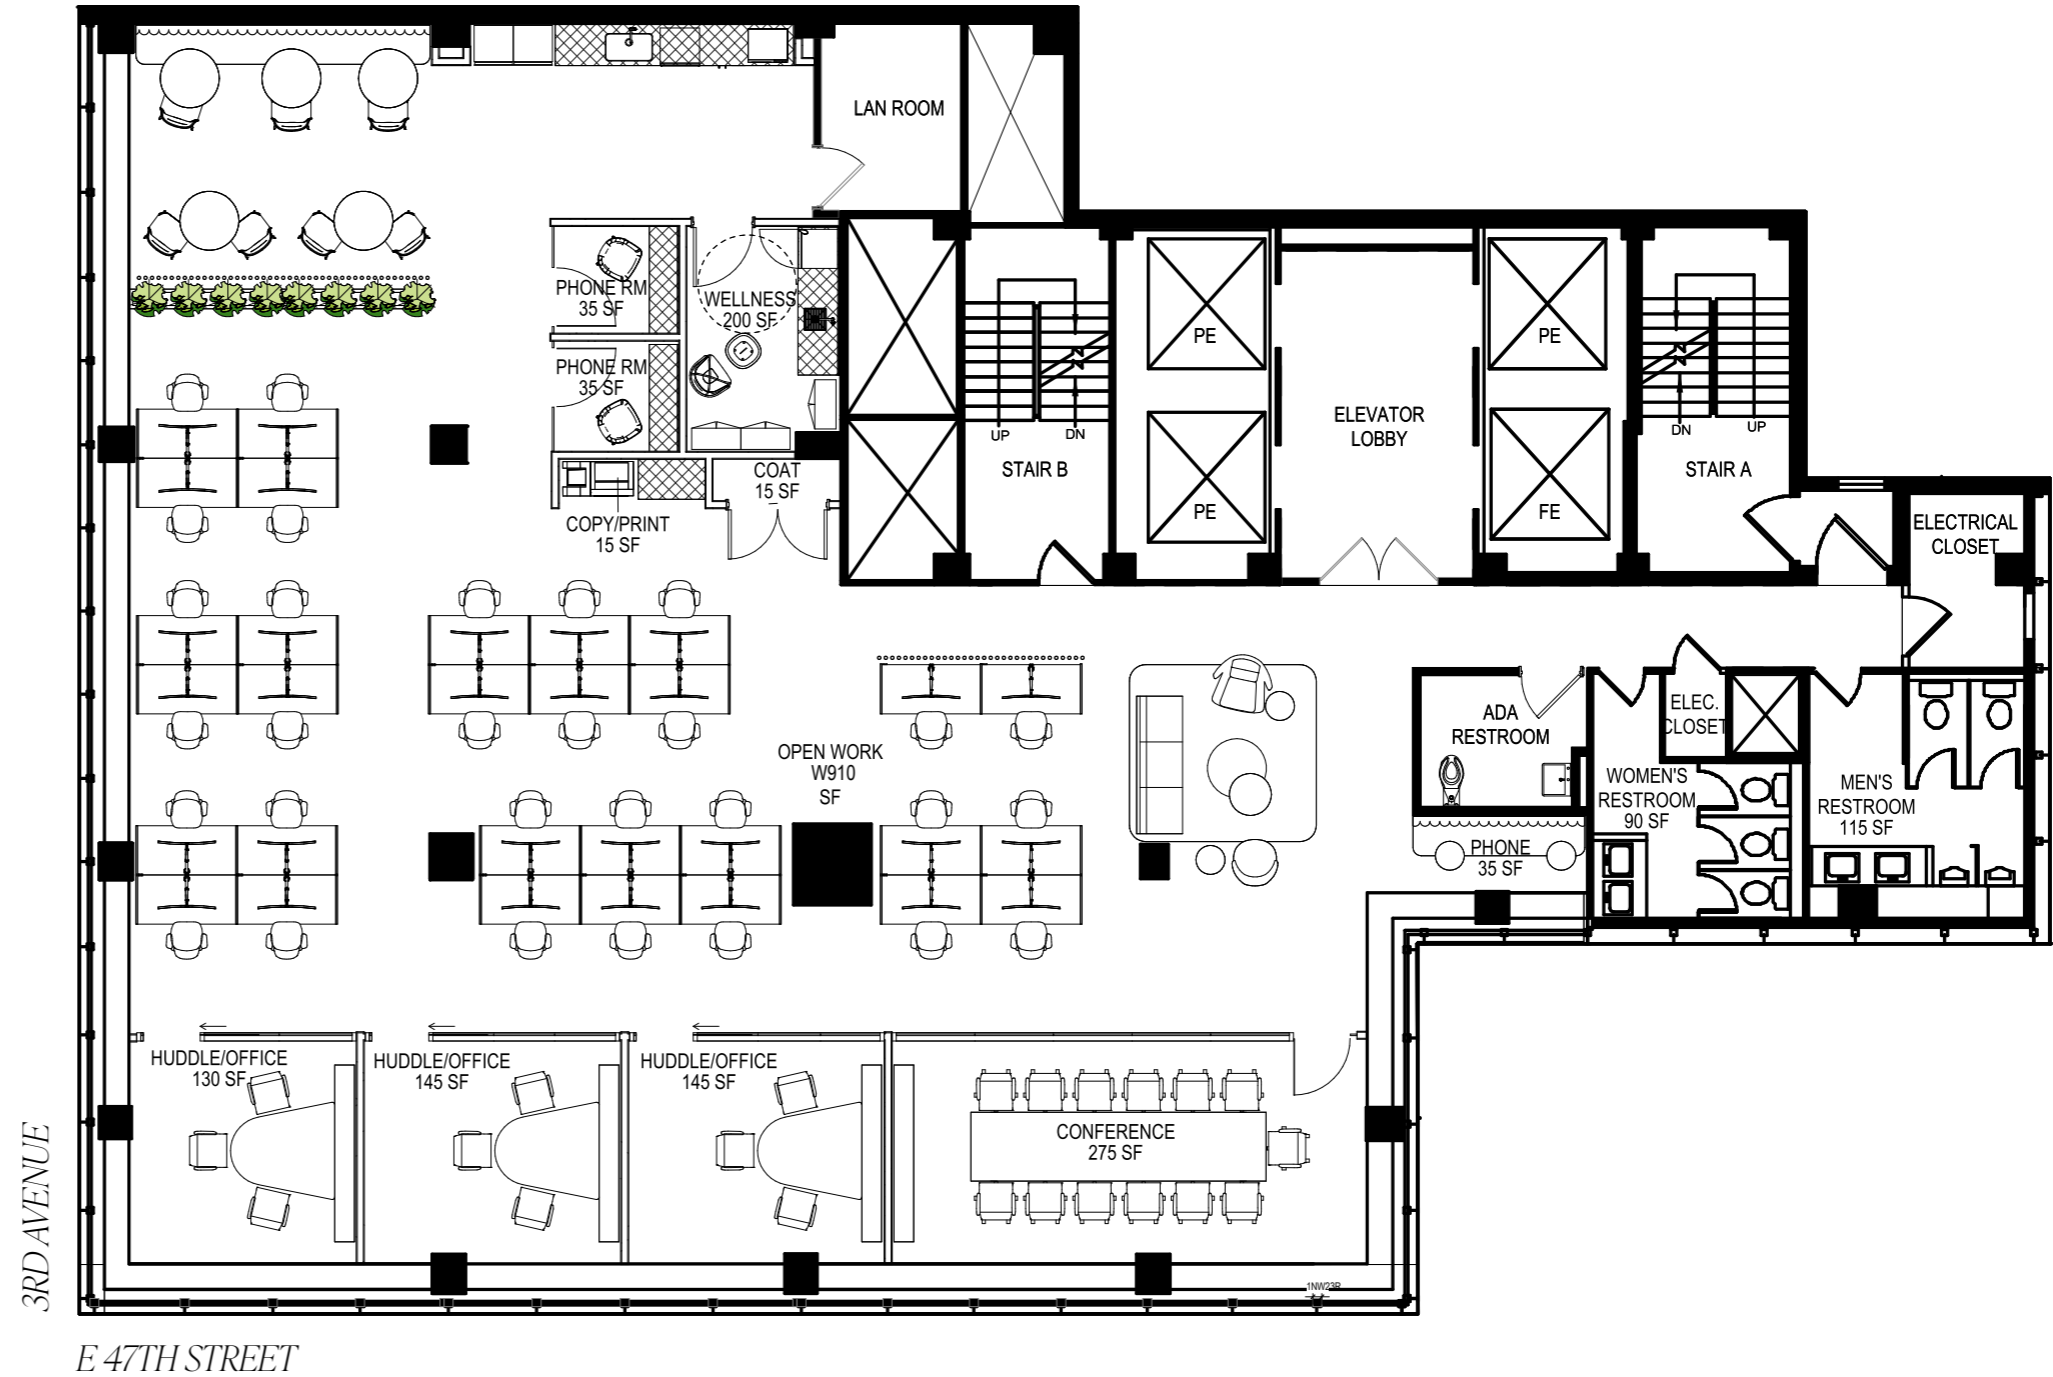 LAN ROOM
PHONE RM
35 SF
WELLNESS
200 SF
PE
PE
PHONE RM
35 SF
ELEVATOR
LOBBY
UP
DN
DN
UP
STAIR B
STAIR A
COAT
15 SF
COPY/PRINT
15 SF
PE
FE
ELECTRICAL
CLOSET
ADA
RESTROOM
ELEC.
CLOSET
OPEN WORK
W910
SF
WOMEN'S
RESTROOM
90 SF
MEN'S
RESTROOM
115 SF
PHONE
35 SF
HUDDLE/OFFICE
130 SF
HUDDLE/OFFICE
145 SF
HUDDLE/OFFICE
145 SF
CONFERENCE
275 SF
1NW23R
3RD AVENUE
E 47TH STREET